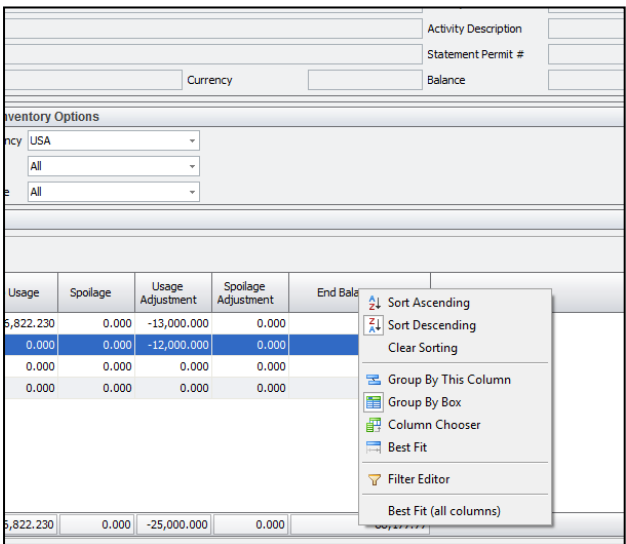 Activity Description
Statement Permit #
Currency Balance
Inventory Options
ncy USA
All
e All
Usage Spoilage Usage Adjustment Spoilage Adjustment End Bala
5,822.230 0.000 -13,000.000 0.000
0.000 0.000 -12,000.000 0.000
0.000 0.000 0.000 0.000
0.000 0.000 0.000 0.000
Sort Ascending
Sort Descending
Clear Sorting
Group By This Column
Group By Box
Column Chooser
Best Fit
Filter Editor
Best Fit (all columns)
5,822.230 0.000 -25,000.000 0.000